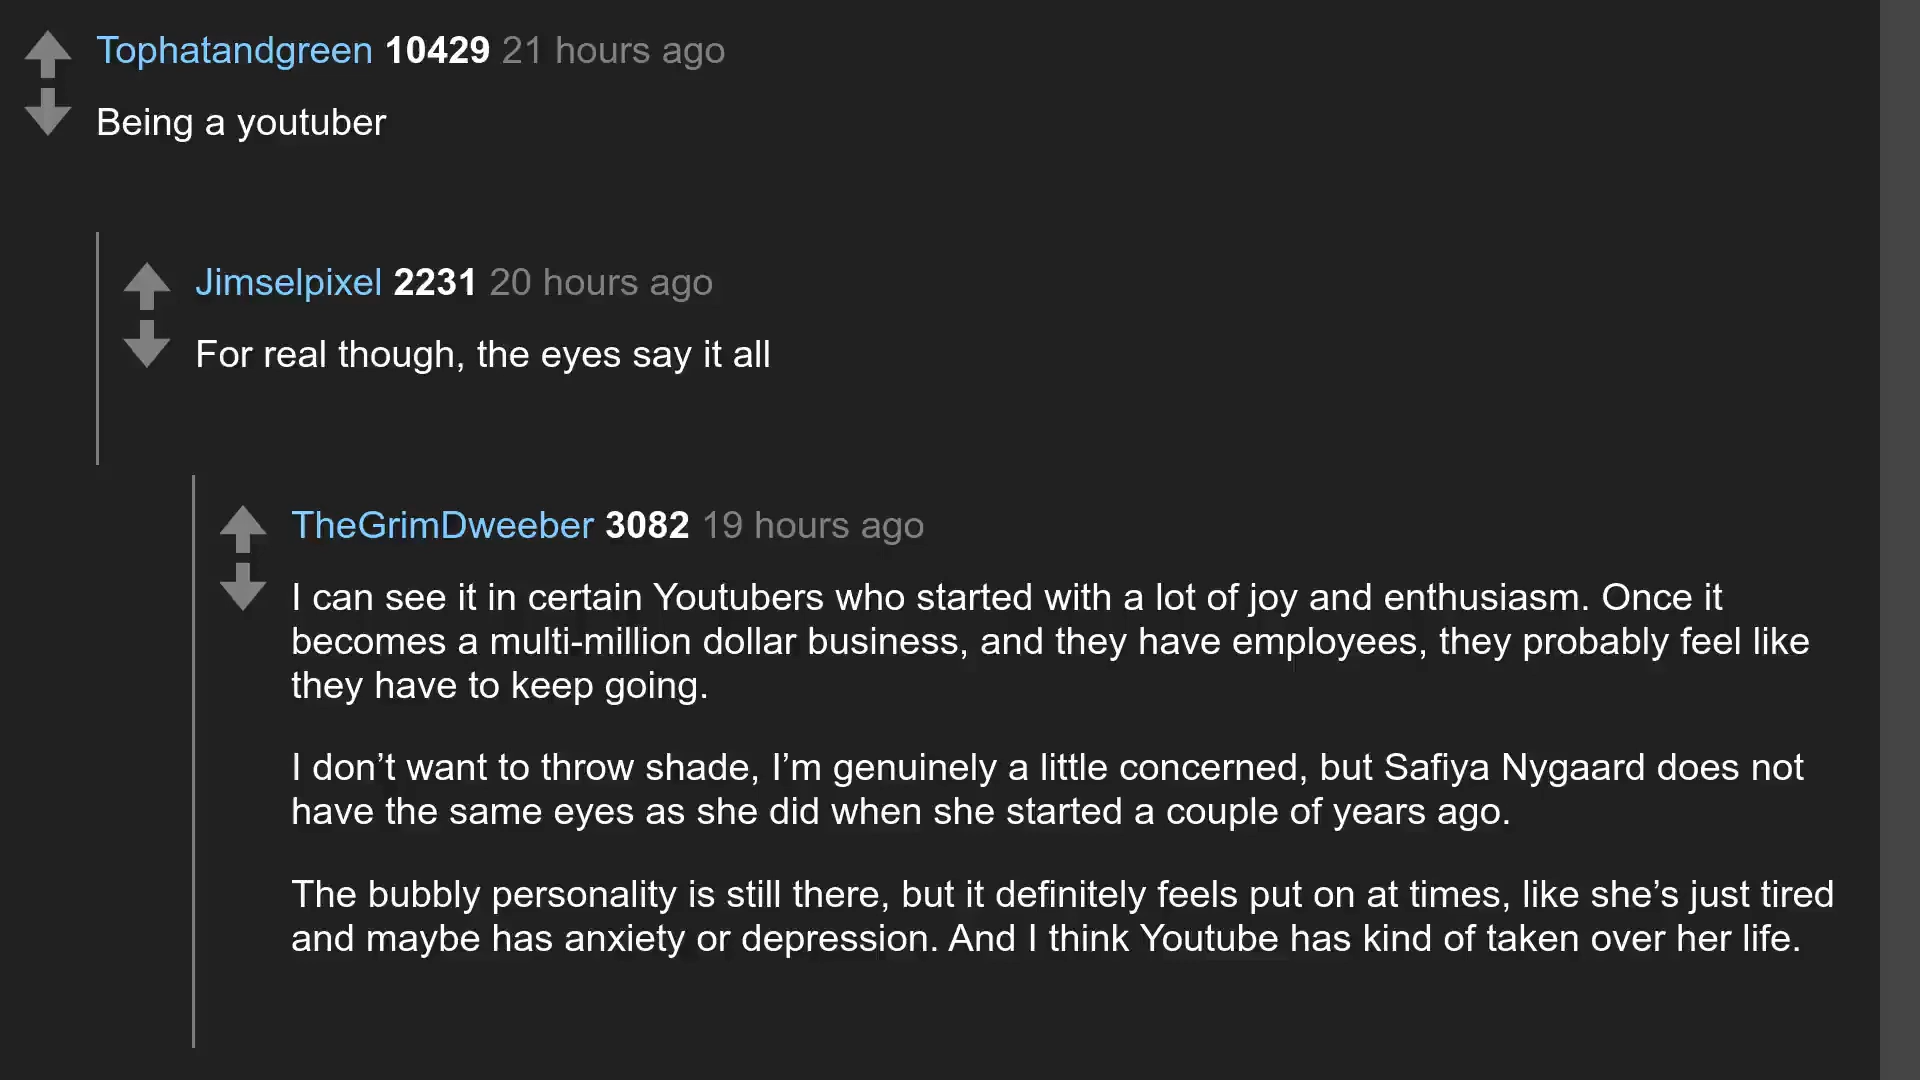 Tophatandgreen 10429 21 hours ago
Being a youtuber
Jimselpixel 2231 20 hours ago
For real though, the eyes say it all
TheGrimDweeber 3082 19 hours ago
I can see it in certain Youtubers who started with a lot of joy and enthusiasm. Once it
becomes a multi-million dollar business, and they have employees, they probably feel like
they have to keep going.
I don’t want to throw shade, I’m genuinely a little concerned, but Safiya Nygaard does not
have the same eyes as she did when she started a couple of years ago.
The bubbly personality is still there, but it definitely feels put on at times, like she’s just tired
and maybe has anxiety or depression. And I think Youtube has kind of taken over her life.